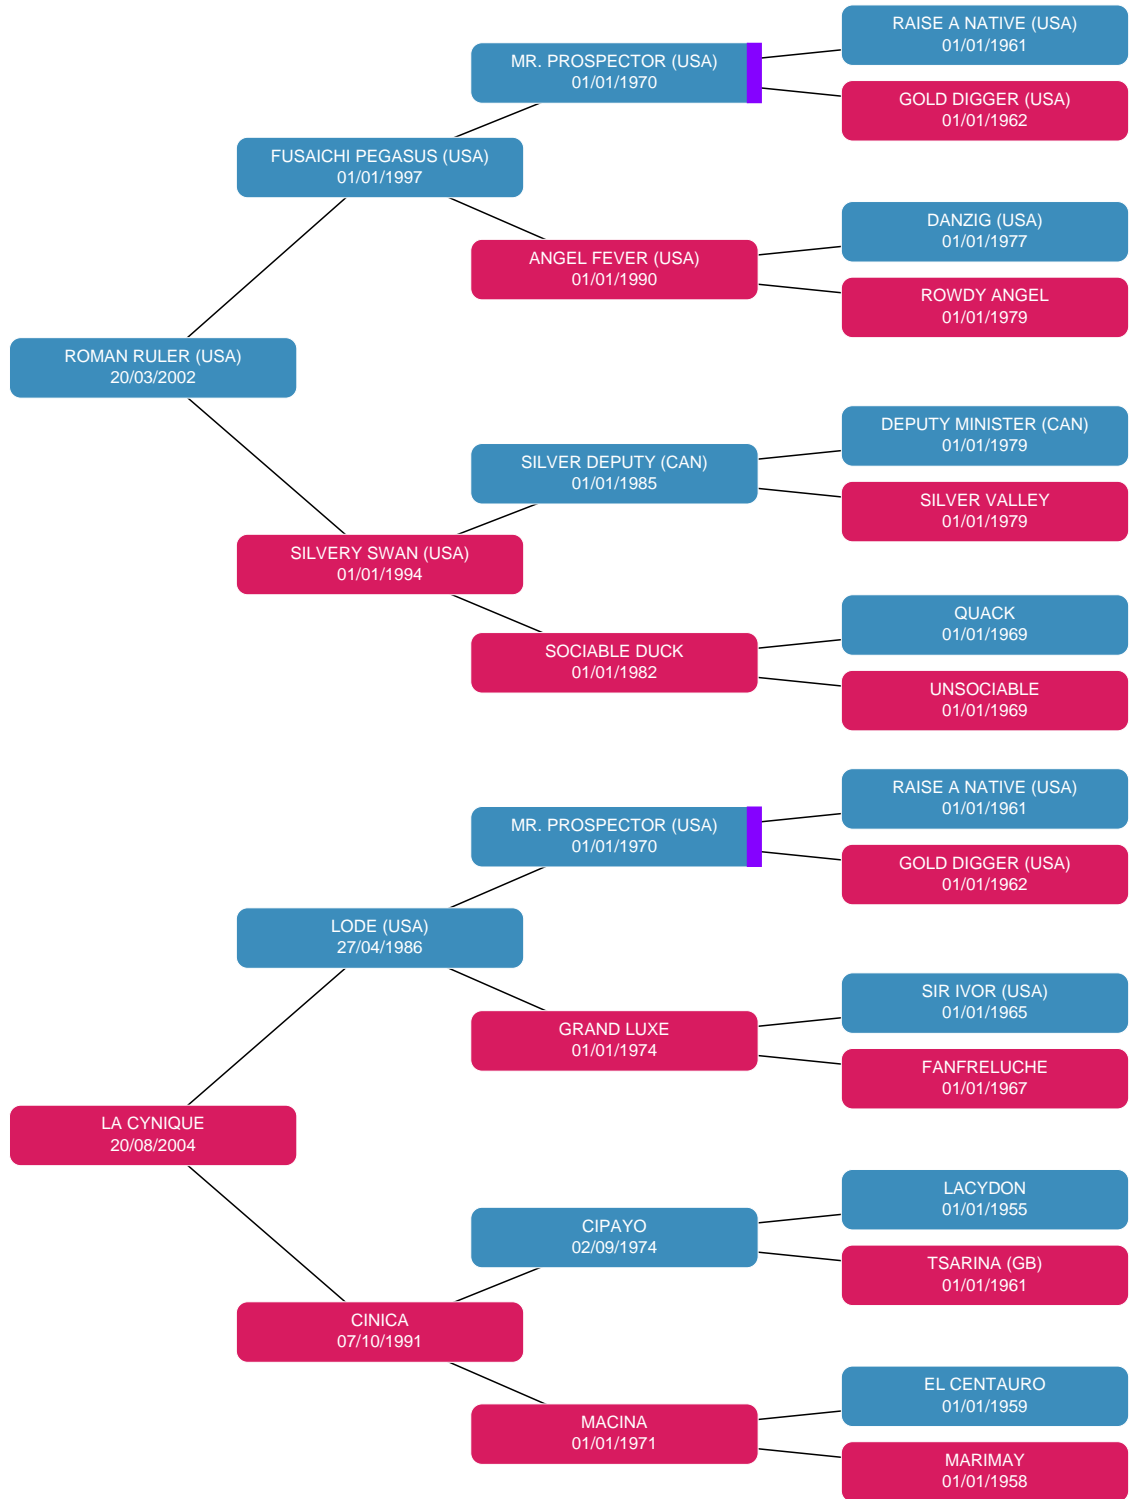 RAISE A NATIVE (USA)
01/01/1961
MR. PROSPECTOR (USA)
01/01/1970
GOLD DIGGER (USA)
01/01/1962
FUSAICHI PEGASUS (USA)
01/01/1997
DANZIG (USA)
01/01/1977
ANGEL FEVER (USA)
01/01/1990
ROWDY ANGEL
01/01/1979
ROMAN RULER (USA)
20/03/2002
DEPUTY MINISTER (CAN)
01/01/1979
SILVER DEPUTY (CAN)
01/01/1985
SILVER VALLEY
01/01/1979
SILVERY SWAN (USA)
01/01/1994
QUACK
01/01/1969
SOCIABLE DUCK
01/01/1982
UNSOCIABLE
01/01/1969
RAISE A NATIVE (USA)
01/01/1961
MR. PROSPECTOR (USA)
01/01/1970
GOLD DIGGER (USA)
01/01/1962
LODE (USA)
27/04/1986
SIR IVOR (USA)
01/01/1965
GRAND LUXE
01/01/1974
FANFRELUCHE
01/01/1967
LA CYNIQUE
20/08/2004
LACYDON
01/01/1955
CIPAYO
02/09/1974
TSARINA (GB)
01/01/1961
CINICA
07/10/1991
EL CENTAURO
01/01/1959
MACINA
01/01/1971
MARIMAY
01/01/1958